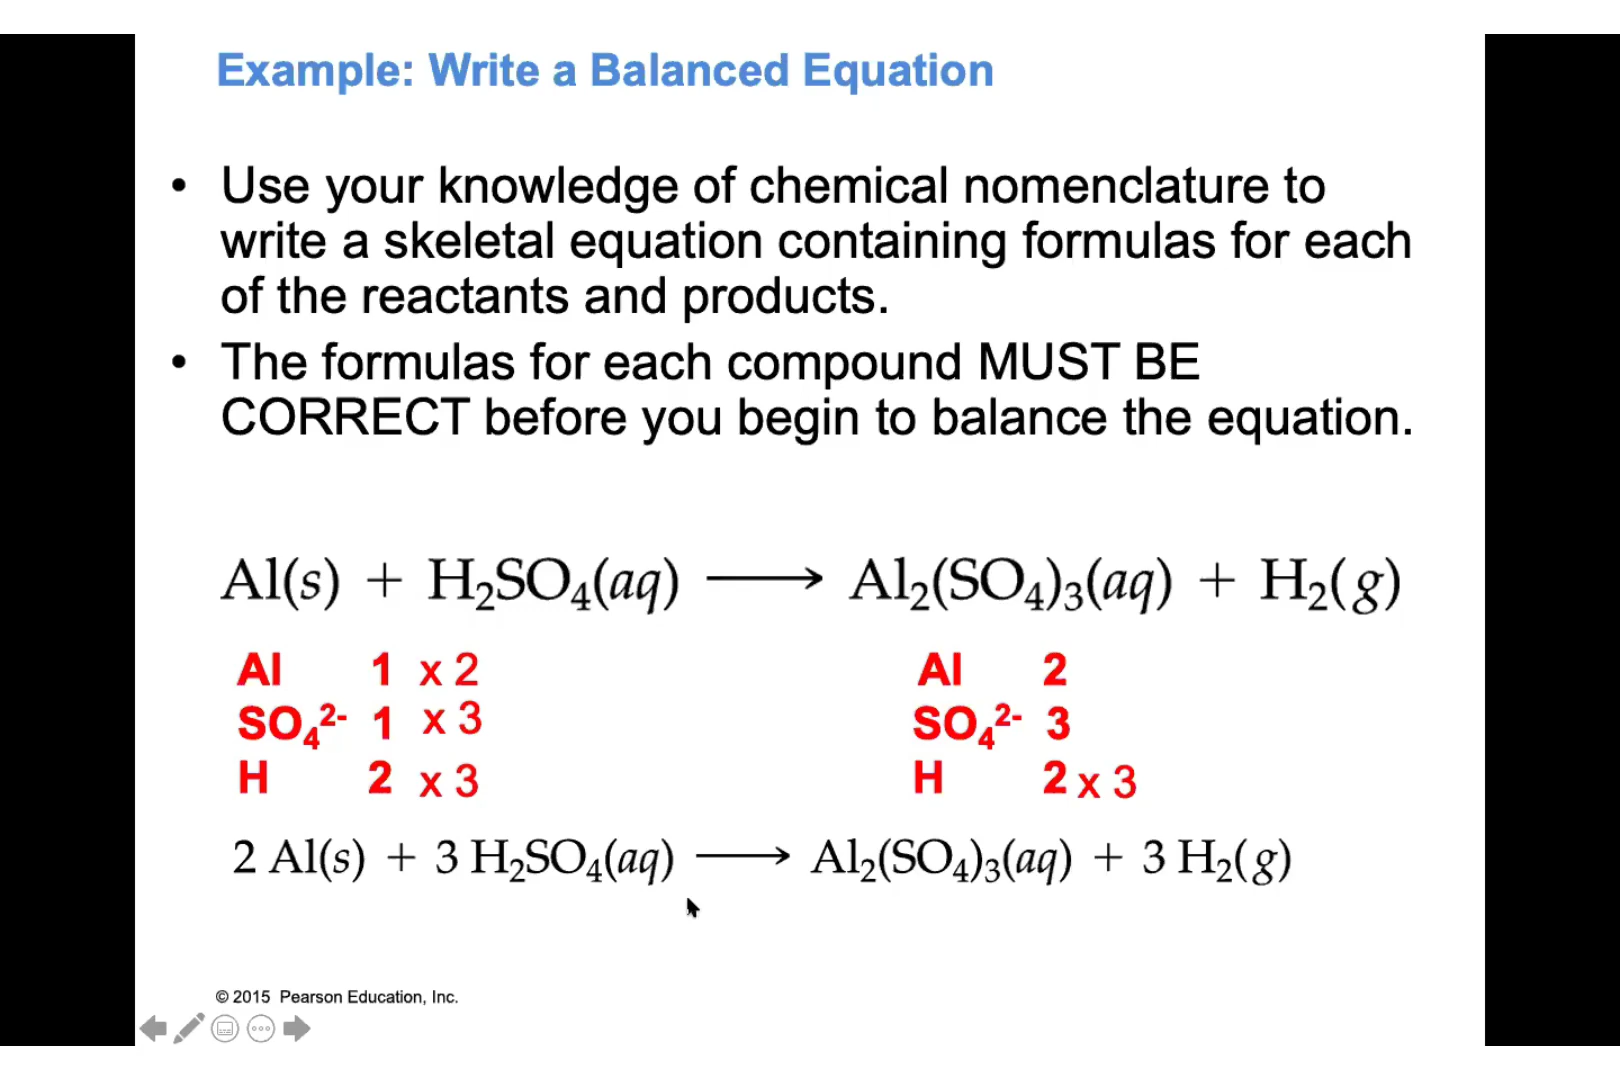 Example: Write a Balanced Equation
• Use your knowledge of chemical nomenclature to
write a skeletal equation containing formulas for each
of the reactants and products.
• The formulas for each compound MUST BE
CORRECT before you begin to balance the equation.
Al(s) + H₂SO₄(aq) ⟶ Al₂(SO₄)₃(aq) + H₂(g)
Al 1 x 2 Al 2
SO₄²⁻ 1 x 3 SO₄²⁻ 3
H 2 x 3 H 2 x 3
2 Al(s) + 3 H₂SO₄(aq) ⟶ Al₂(SO₄)₃(aq) + 3 H₂(g)
© 2015 Pearson Education, Inc.